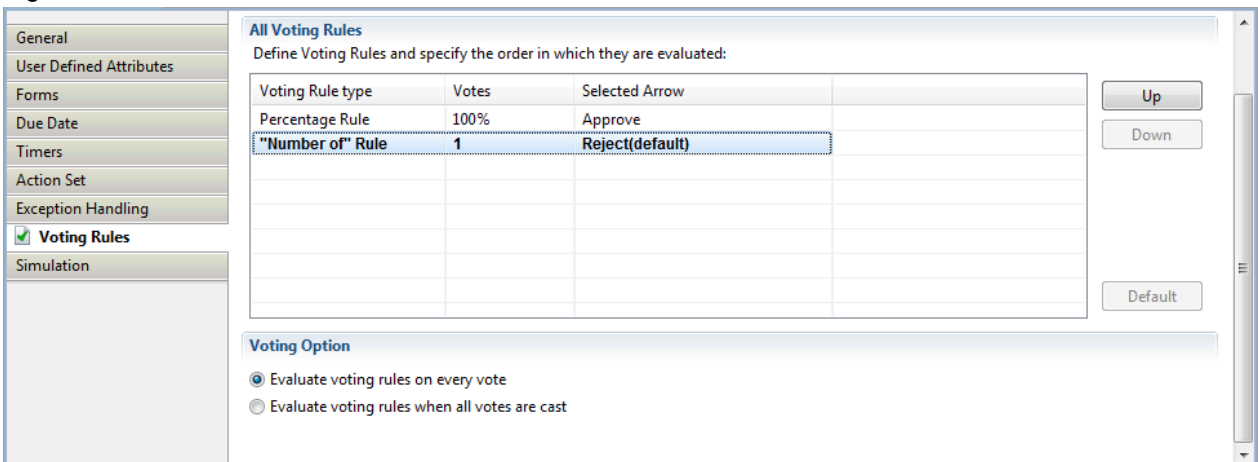 General
User Defined Attributes
Forms
Due Date
Timers
Action Set
Exception Handling
Voting Rules
Simulation
All Voting Rules
Define Voting Rules and specify the order in which they are evaluated:
Voting Rule type Votes Selected Arrow
Percentage Rule 100% Approve
"Number of" Rule 1 Reject(default)
Up
Down
Default
Voting Option
Evaluate voting rules on every vote
Evaluate voting rules when all votes are cast